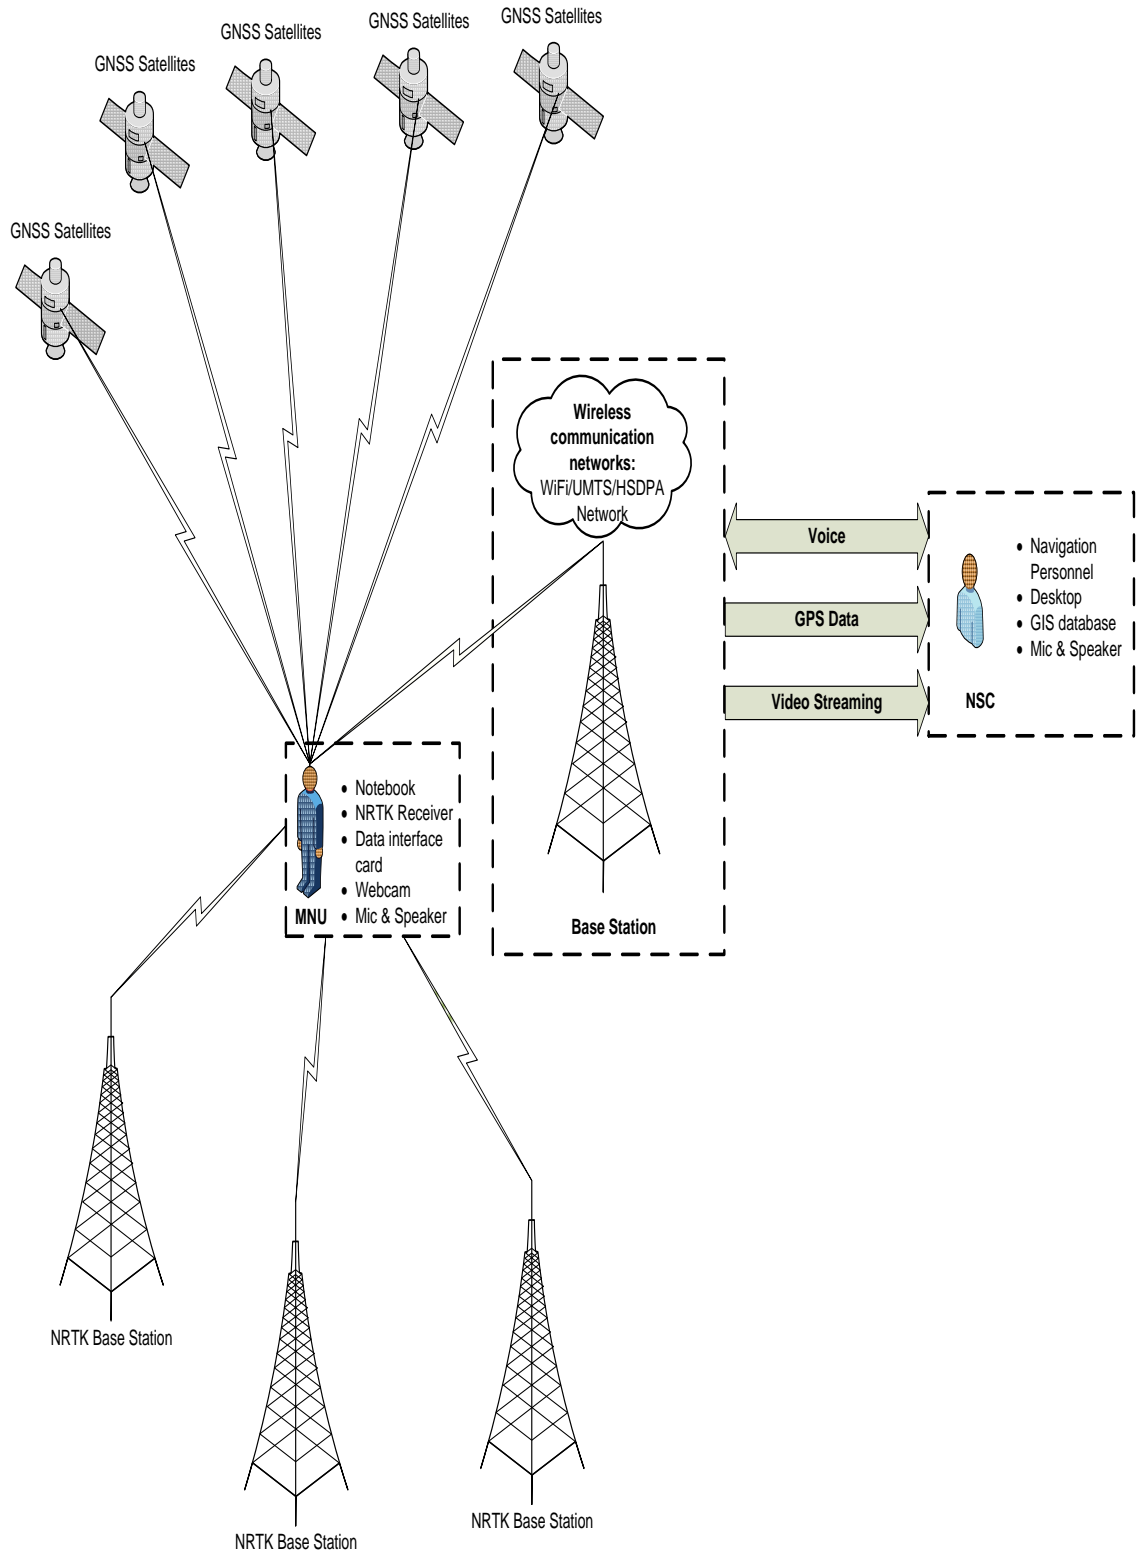 GNSS Satellites
GNSS Satellites
GNSS Satellites
GNSS Satellites
GNSS Satellites
Wireless
communication
networks:
WiFi/UMTS/HSDPA
Network
Voice
GPS Data
Video Streaming
• Navigation
Personnel
• Desktop
• GIS database
• Mic & Speaker
NSC
• Notebook
• NRTK Receiver
• Data interface
card
• Webcam
• Mic & Speaker
MNU
Base Station
NRTK Base Station
NRTK Base Station
NRTK Base Station